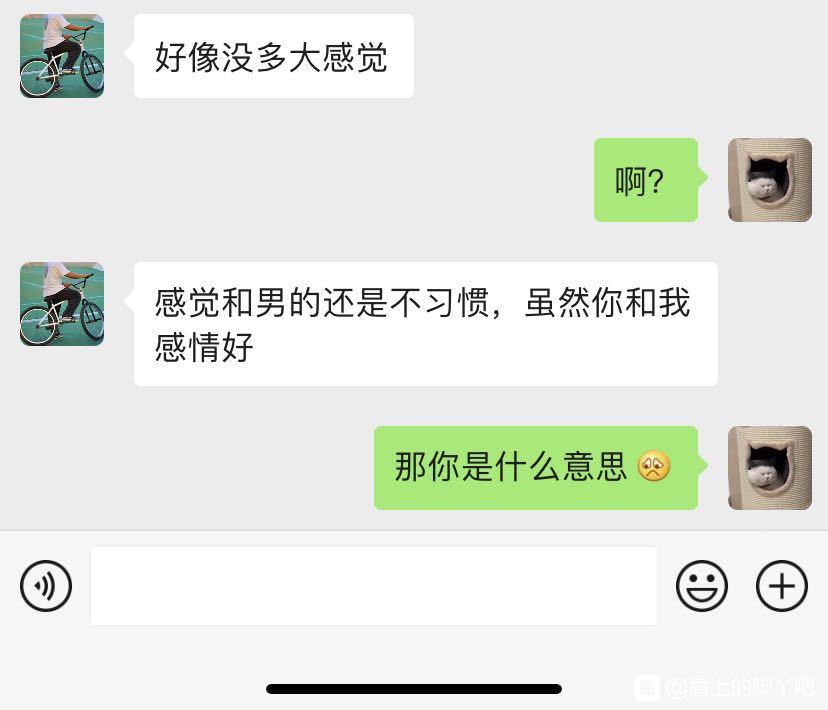 好像没多大感觉
啊?
感觉和男的还是不习惯，虽然你和我
感情好
那你是什么意思🥺
贴 @肩上的脚丫吧